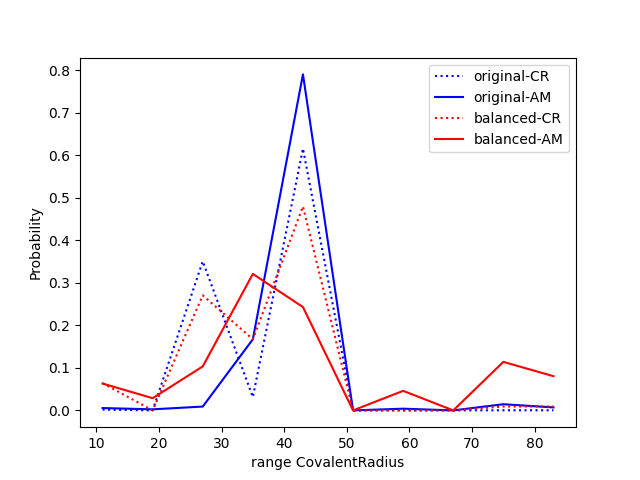 original-CR
original-AM
balanced-CR
balanced-AM
Probability
0.8
0.7
0.6
0.5
0.4
0.3
0.2
0.1
0.0
10 20 30 40 50 60 70 80
range CovalentRadius